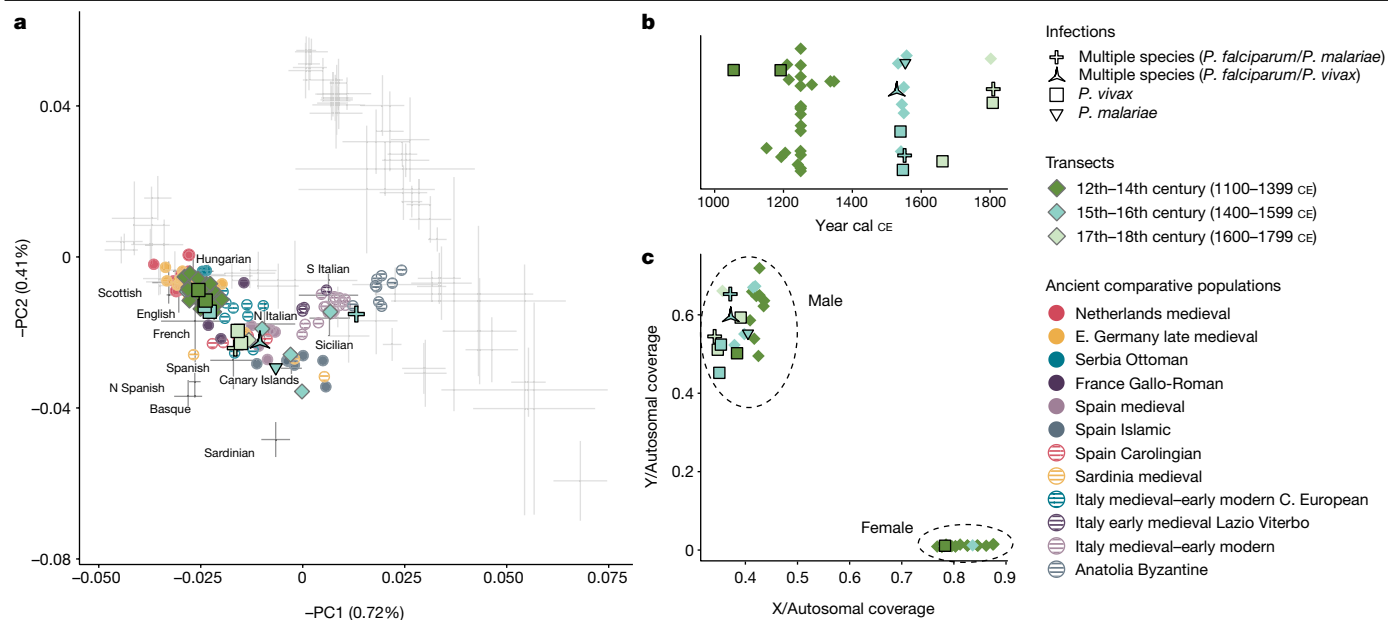 a
0.04
0
−0.04
−0.08
−PC2 (0.41%)
−0.050
−0.025
0
0.025
0.050
0.075
−PC1 (0.72%)
Hungarian
Scottish
English
French
Spanish
N Spanish
Basque
Sardinian
Canary Islands
N Italian
S Italian
Sicilian
b
1000
1200
1400
1600
1800
Year cal CE
c
0.6
0.4
0.2
0
Y/Autosomal coverage
Male
Female
0.4
0.5
0.6
0.7
0.8
0.9
X/Autosomal coverage
Infections
Multiple species (P. falciparum/P. malariae)
Multiple species (P. falciparum/P. vivax)
P. vivax
P. malariae
Transects
12th–14th century (1100–1399 CE)
15th–16th century (1400–1599 CE)
17th–18th century (1600–1799 CE)
Ancient comparative populations
Netherlands medieval
E. Germany late medieval
Serbia Ottoman
France Gallo-Roman
Spain medieval
Spain Islamic
Spain Carolingian
Sardinia medieval
Italy medieval–early modern C. European
Italy early medieval Lazio Viterbo
Italy medieval–early modern
Anatolia Byzantine